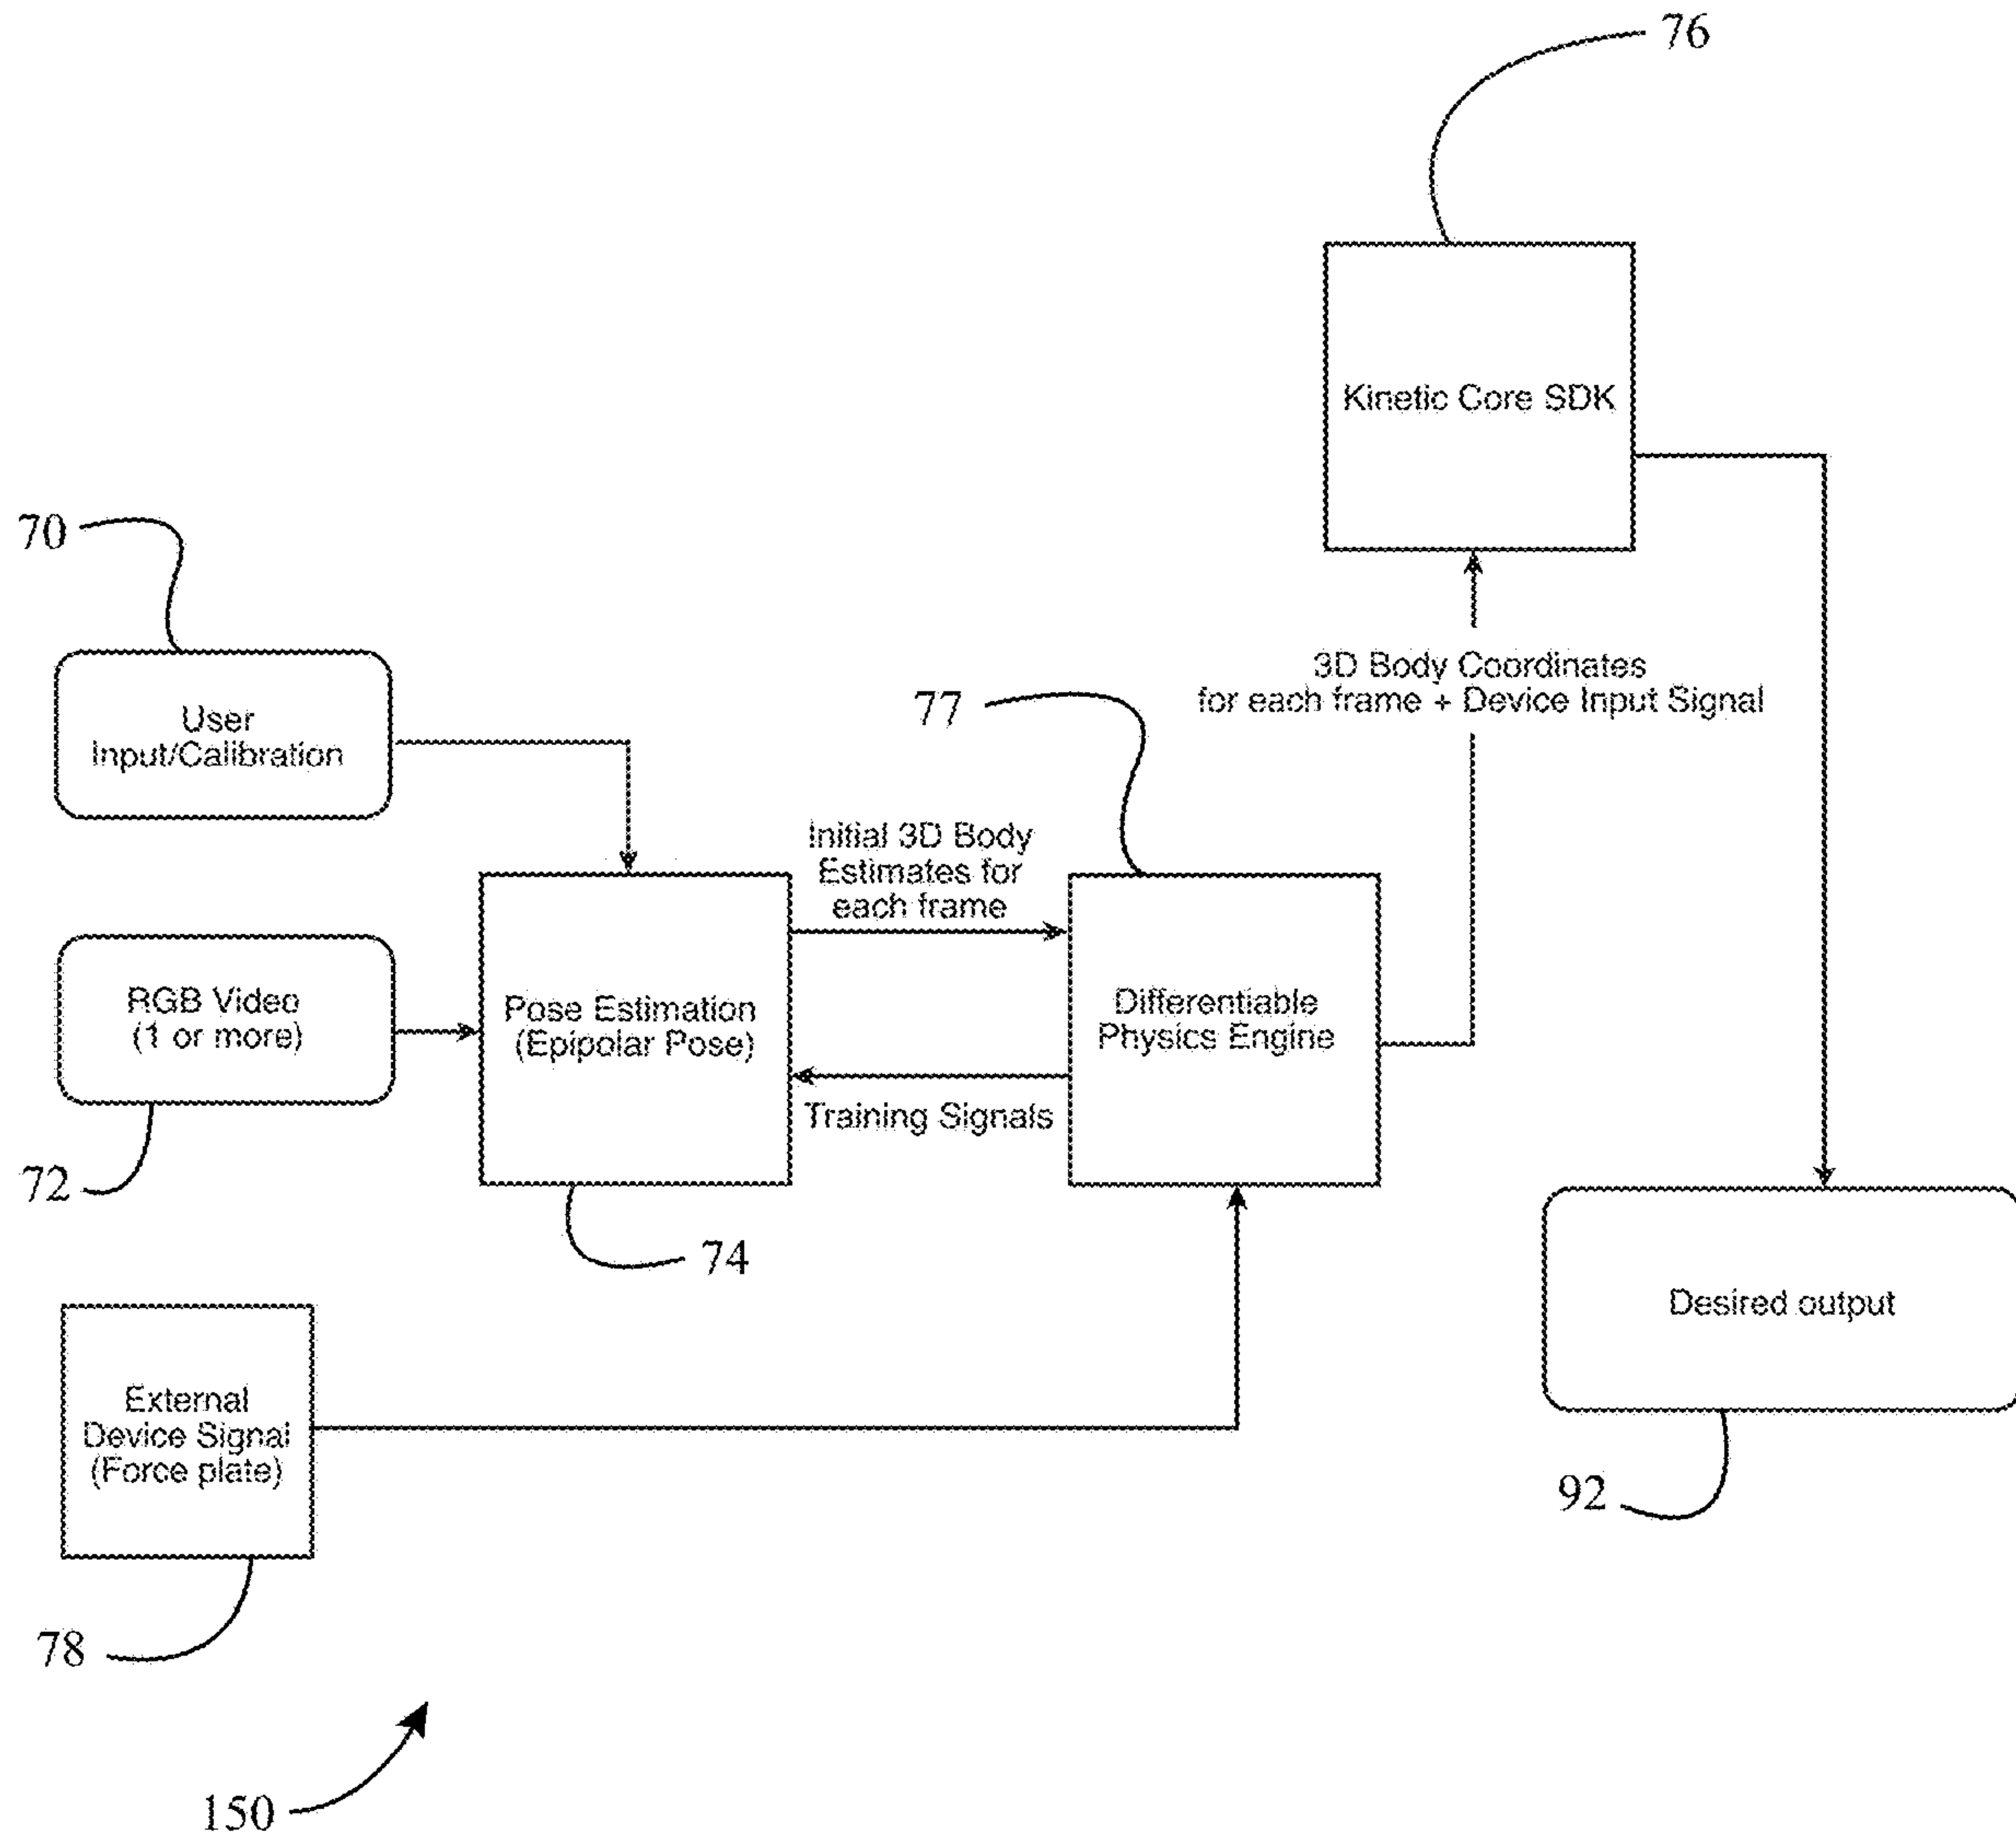 76
Kinetic Core SDK
70
User
Input/Calibration
3D Body Coordinates
for each frame + Device Input Signal
77
Initial 3D Body
Estimates for
each frame
RGB Video
(1 or more)
Pose Estimation
(Epipolar Pose)
Differentiable
Physics Engine
Training Signals
72
74
Desired output
External
Device Signal
(Force plate)
92
78
150